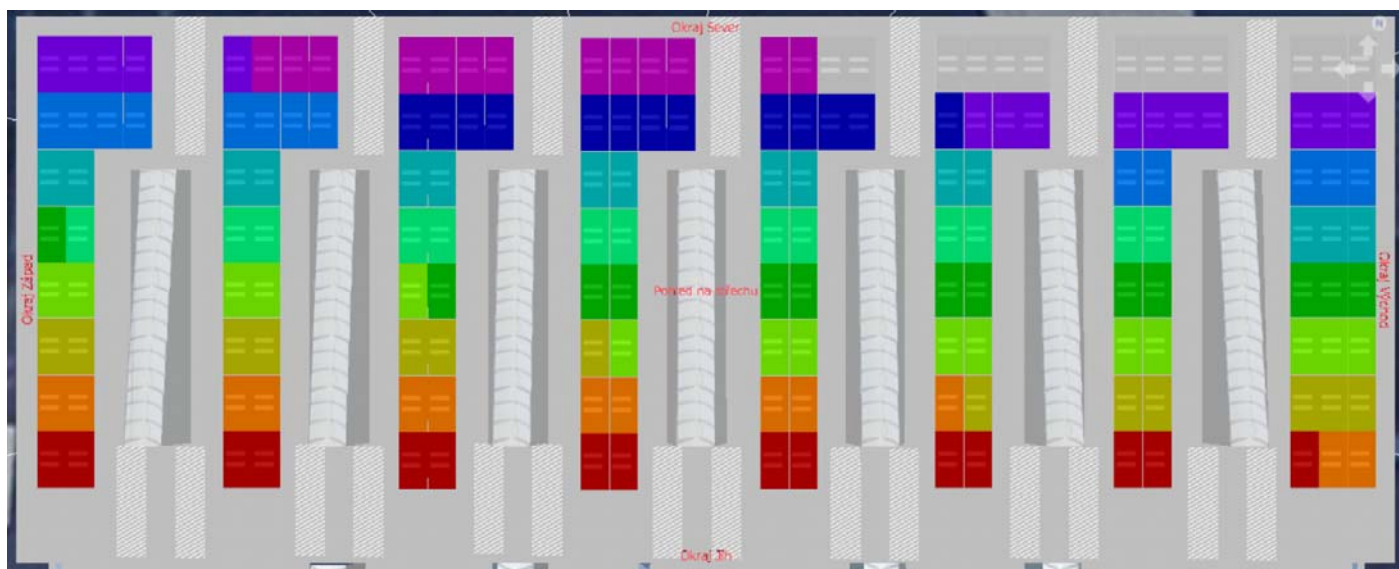 Okraj Sever
N
Okraj Západ
Pohled na střechu
Okraj Východ
Okraj Jih